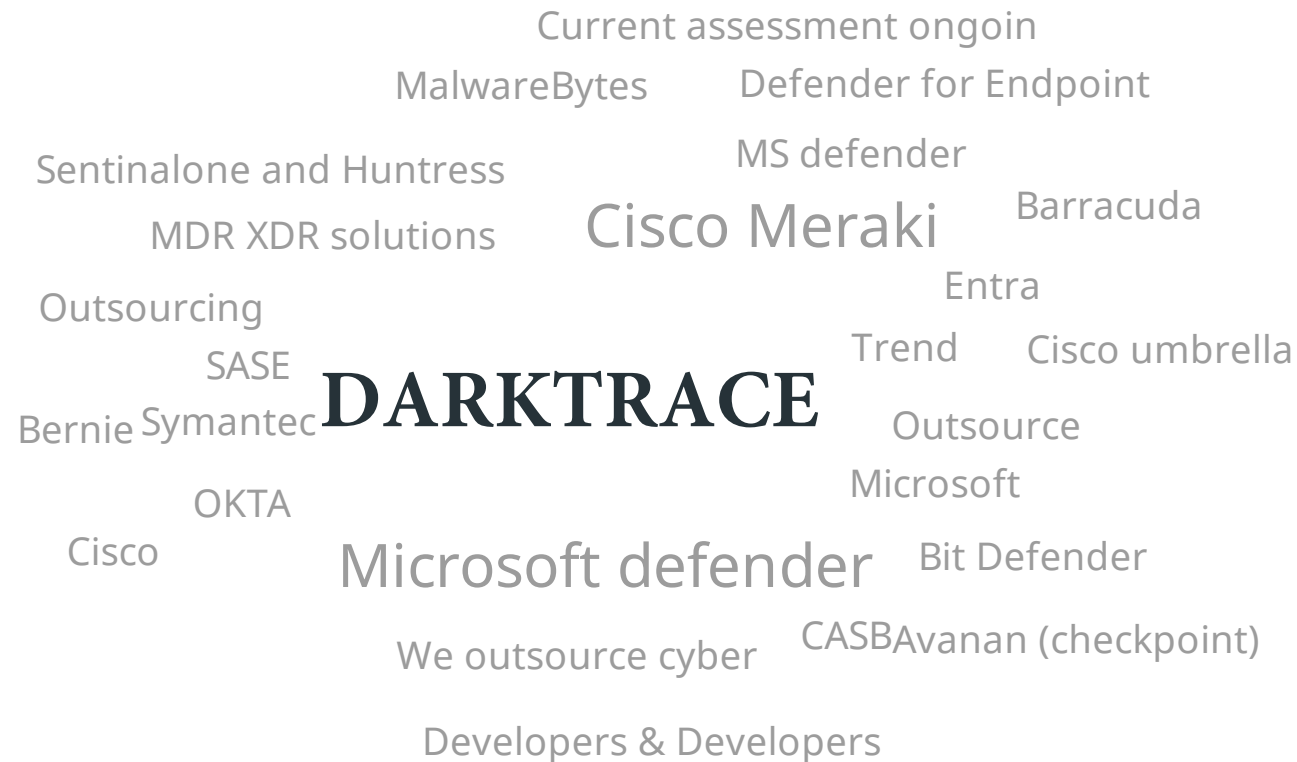 Current assessment ongoin
MalwareBytes
Defender for Endpoint
MS defender
Sentinalone and Huntress
Barracuda
Cisco Meraki
MDR XDR solutions
Entra
Outsourcing
Trend
Cisco umbrella
SASE
DARKTRACE
Bernie
Symantec
Outsource
Microsoft
OKTA
Cisco
Microsoft defender
Bit Defender
CASB
Avanan (checkpoint)
We outsource cyber
Developers & Developers